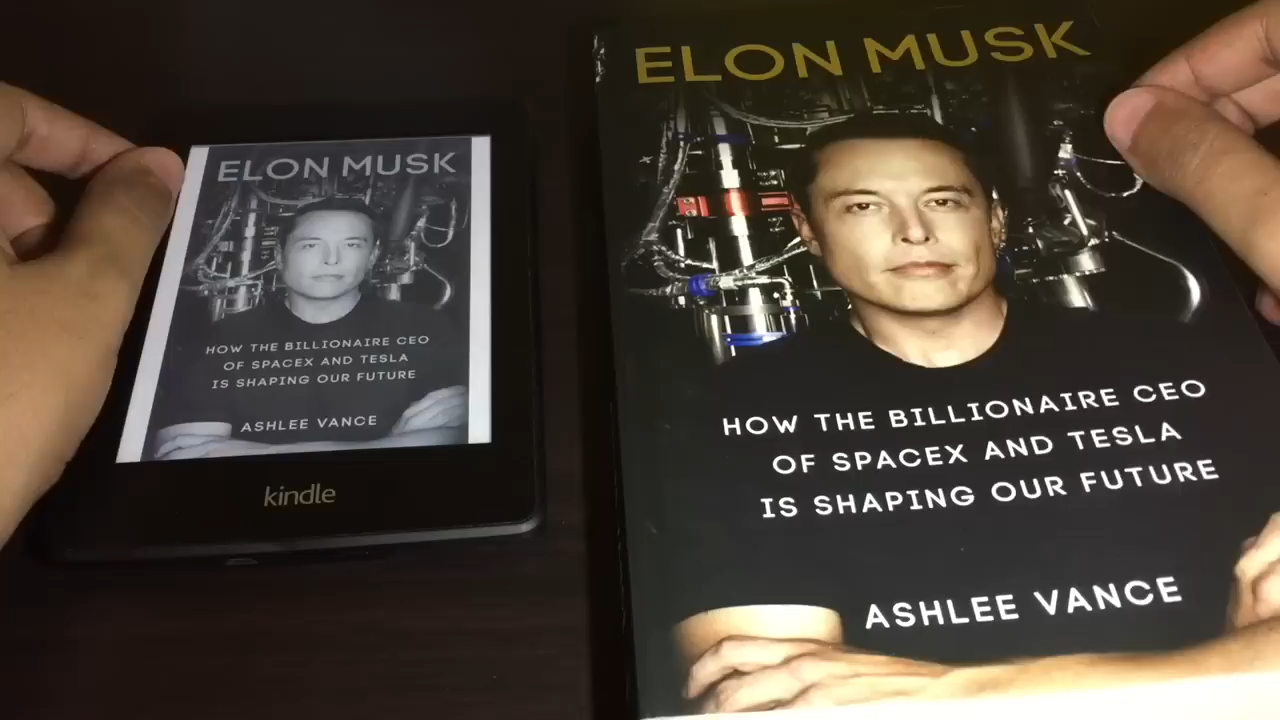 ELON MUSK
HOW THE BILLIONAIRE CEO
OF SPACEX AND TESLA
IS SHAPING OUR FUTURE
ASHLEE VANCE
kindle
ELON MUSK
HOW THE BILLIONAIRE CEO
OF SPACEX AND TESLA
IS SHAPING OUR FUTURE
ASHLEE VANCE